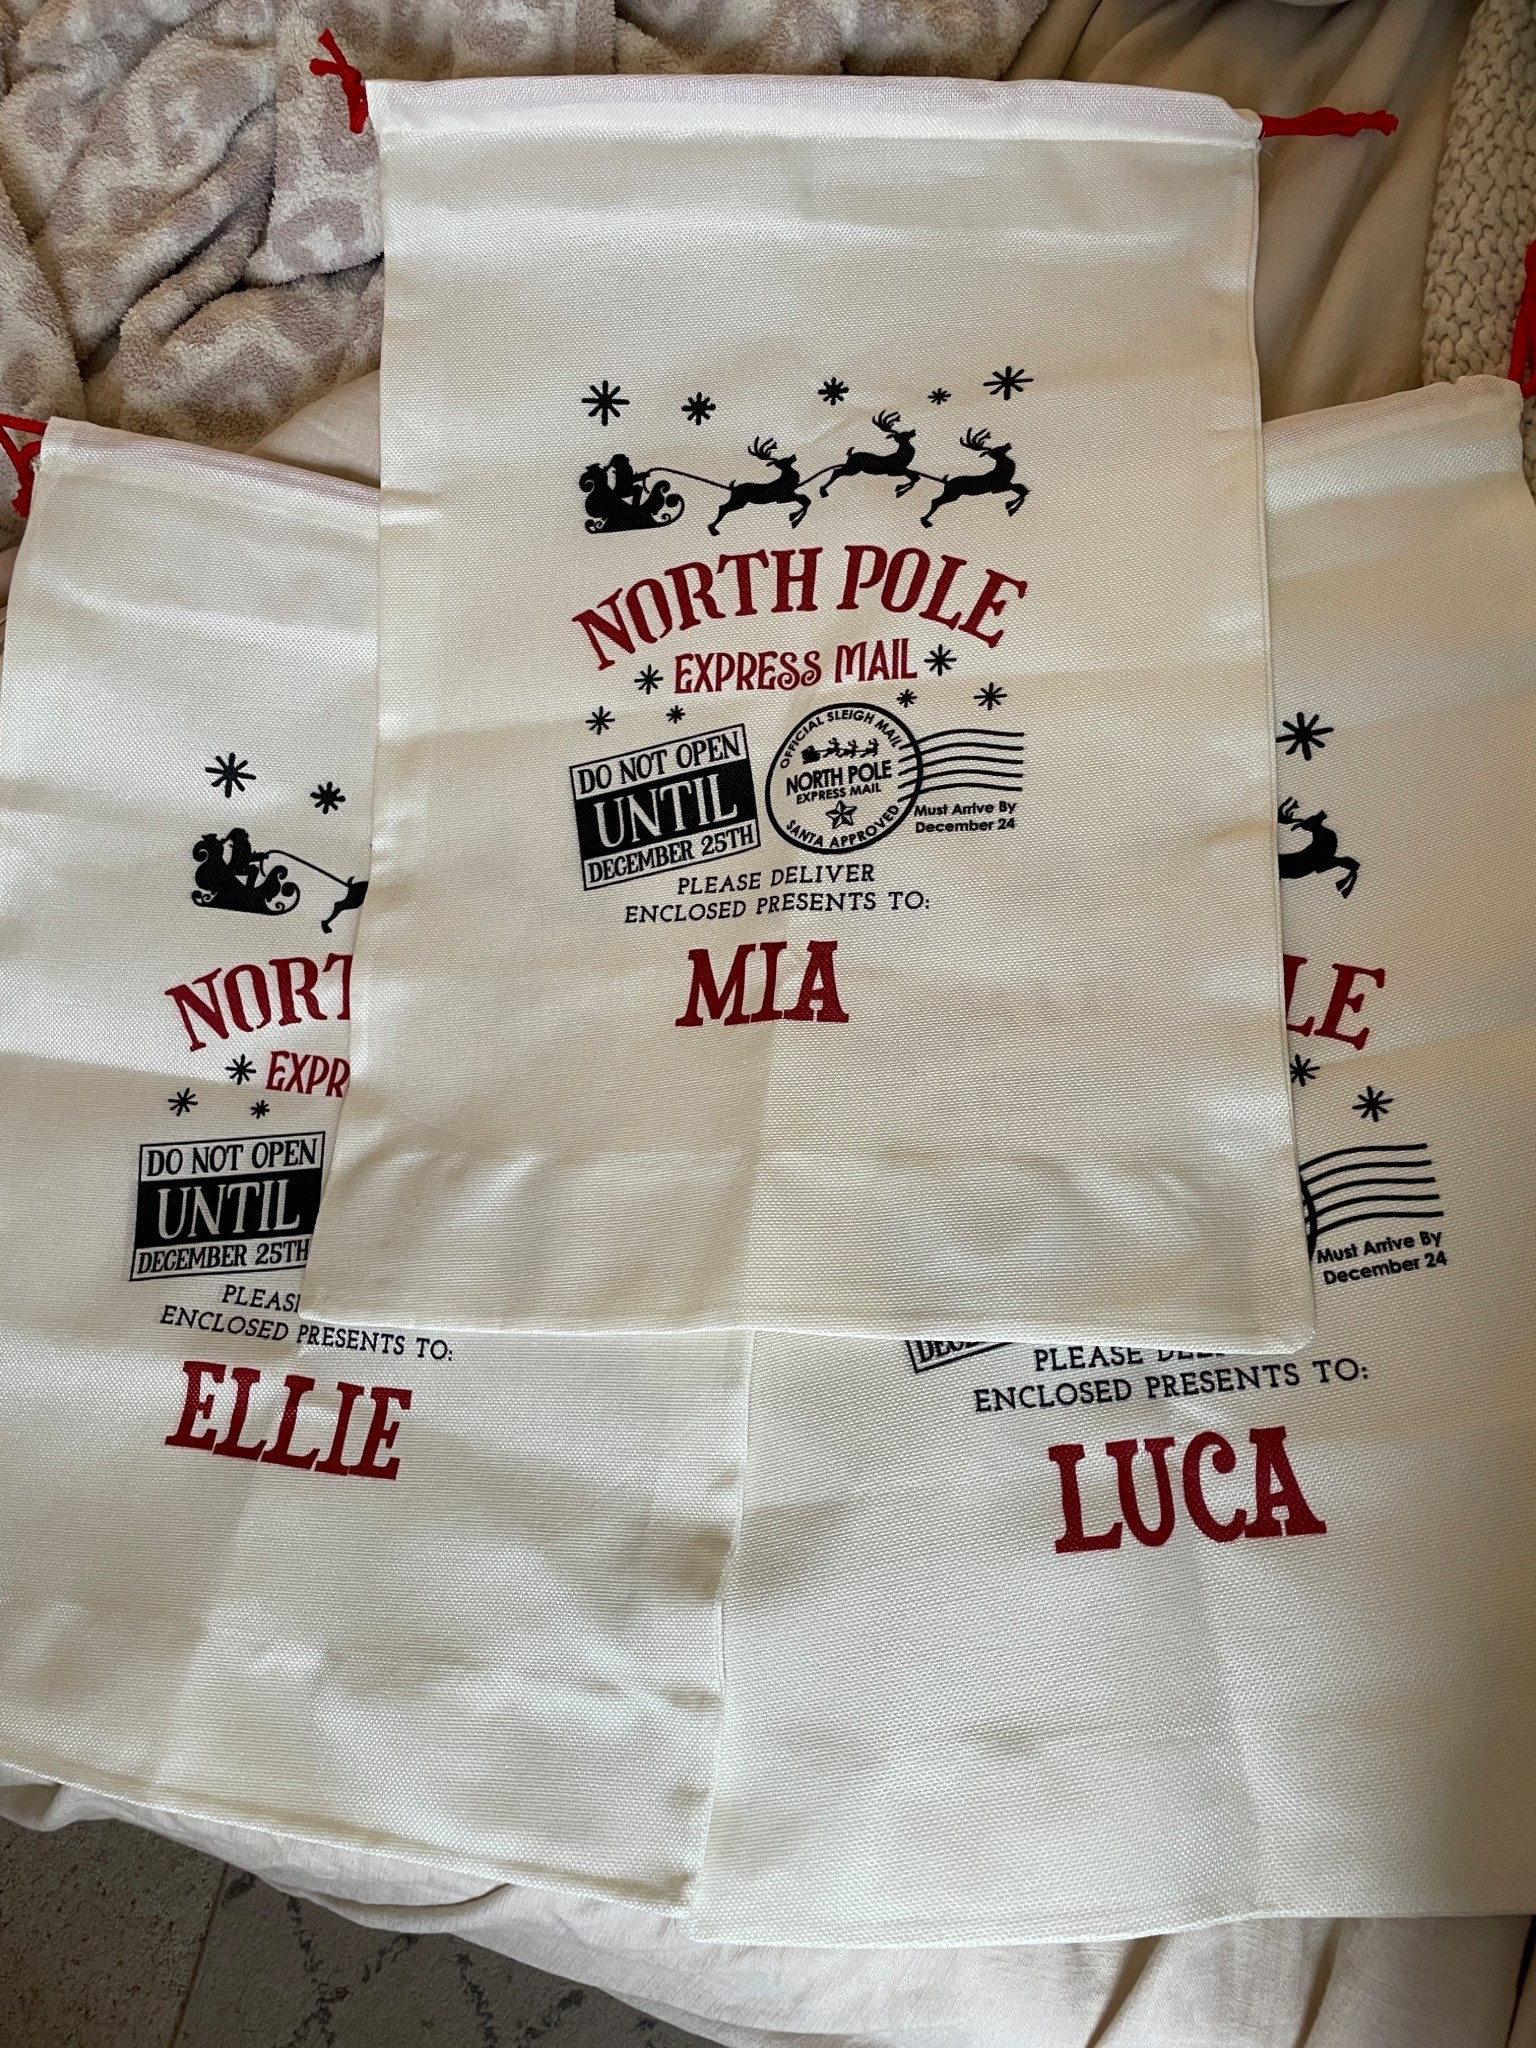 NORTH POLE
EXPRESS MAIL
DO NOT OPEN
UNTIL
DECEMBER 25TH
OFFICIAL SLEIGH MAIL
NORTH POLE
EXPRESS MAIL
SANTA APPROVED
Must Arrive By
December 24
PLEASE DELIVER
ENCLOSED PRESENTS TO:
MIA
NORT
EXPR
DO NOT OPEN
UNTIL
DECEMBER 25TH
PLEAS
ENCLOSED PRESENTS TO:
ELLIE
LE
Must Arrive By
December 24
PLEASE
ENCLOSED PRESENTS TO:
LUCA